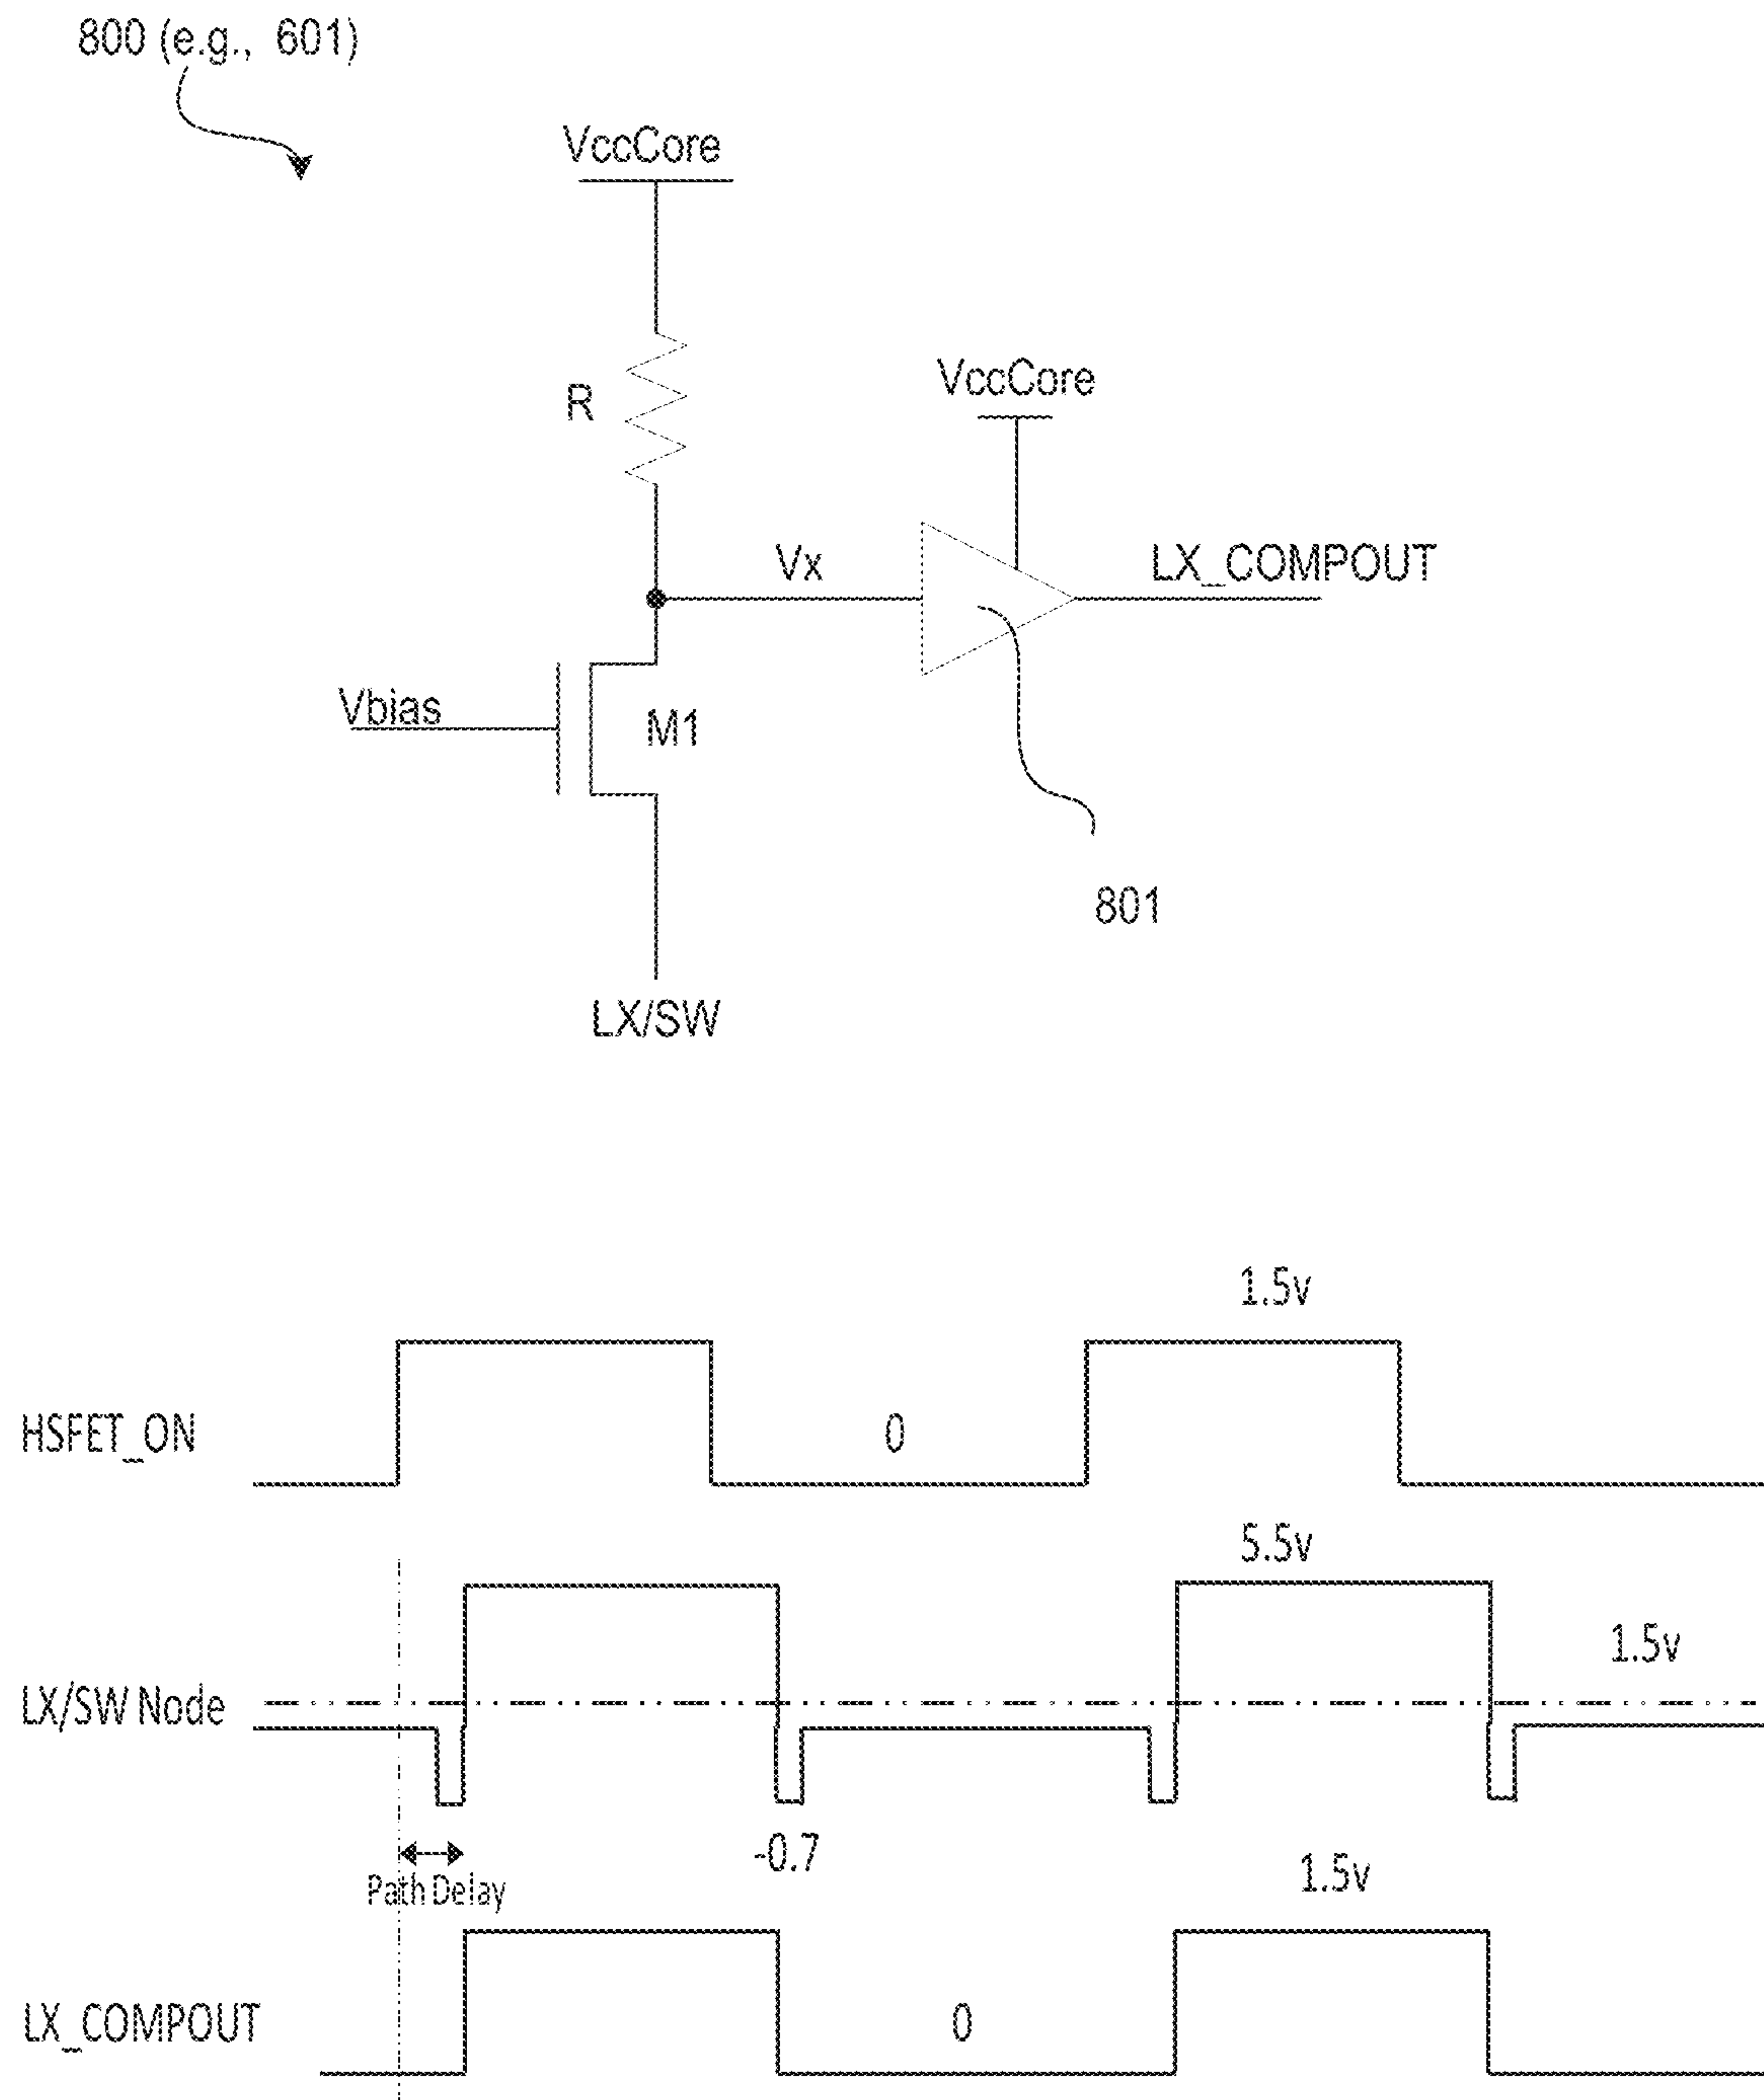 800 (e.g., 601)
VccCore
R
VccCore
Vx
LX_COMPOUT
Vbias
M1
801
LX/SW
1.5v
HSFET_ON
0
5.5v
1.5v
LX/SW Node
-0.7
Path Delay
1.5v
LX_COMPOUT
0